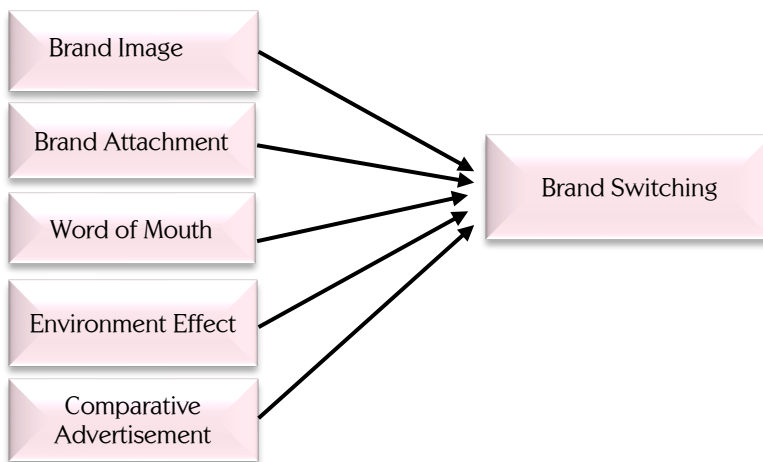 Brand Image
Brand Attachment
Word of Mouth
Environment Effect
Comparative
Advertisement
Brand Switching